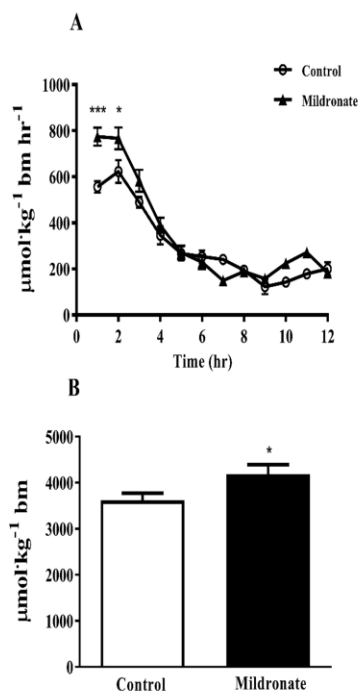 A
Control
Mildronate
1000
800
600
400
200
0
*** *
μmol·kg⁻¹ bm hr⁻¹
0 2 4 6 8 10 12
Time (hr)
B
5000
4000
3000
2000
1000
0
*
μmol·kg⁻¹ bm
Control Mildronate